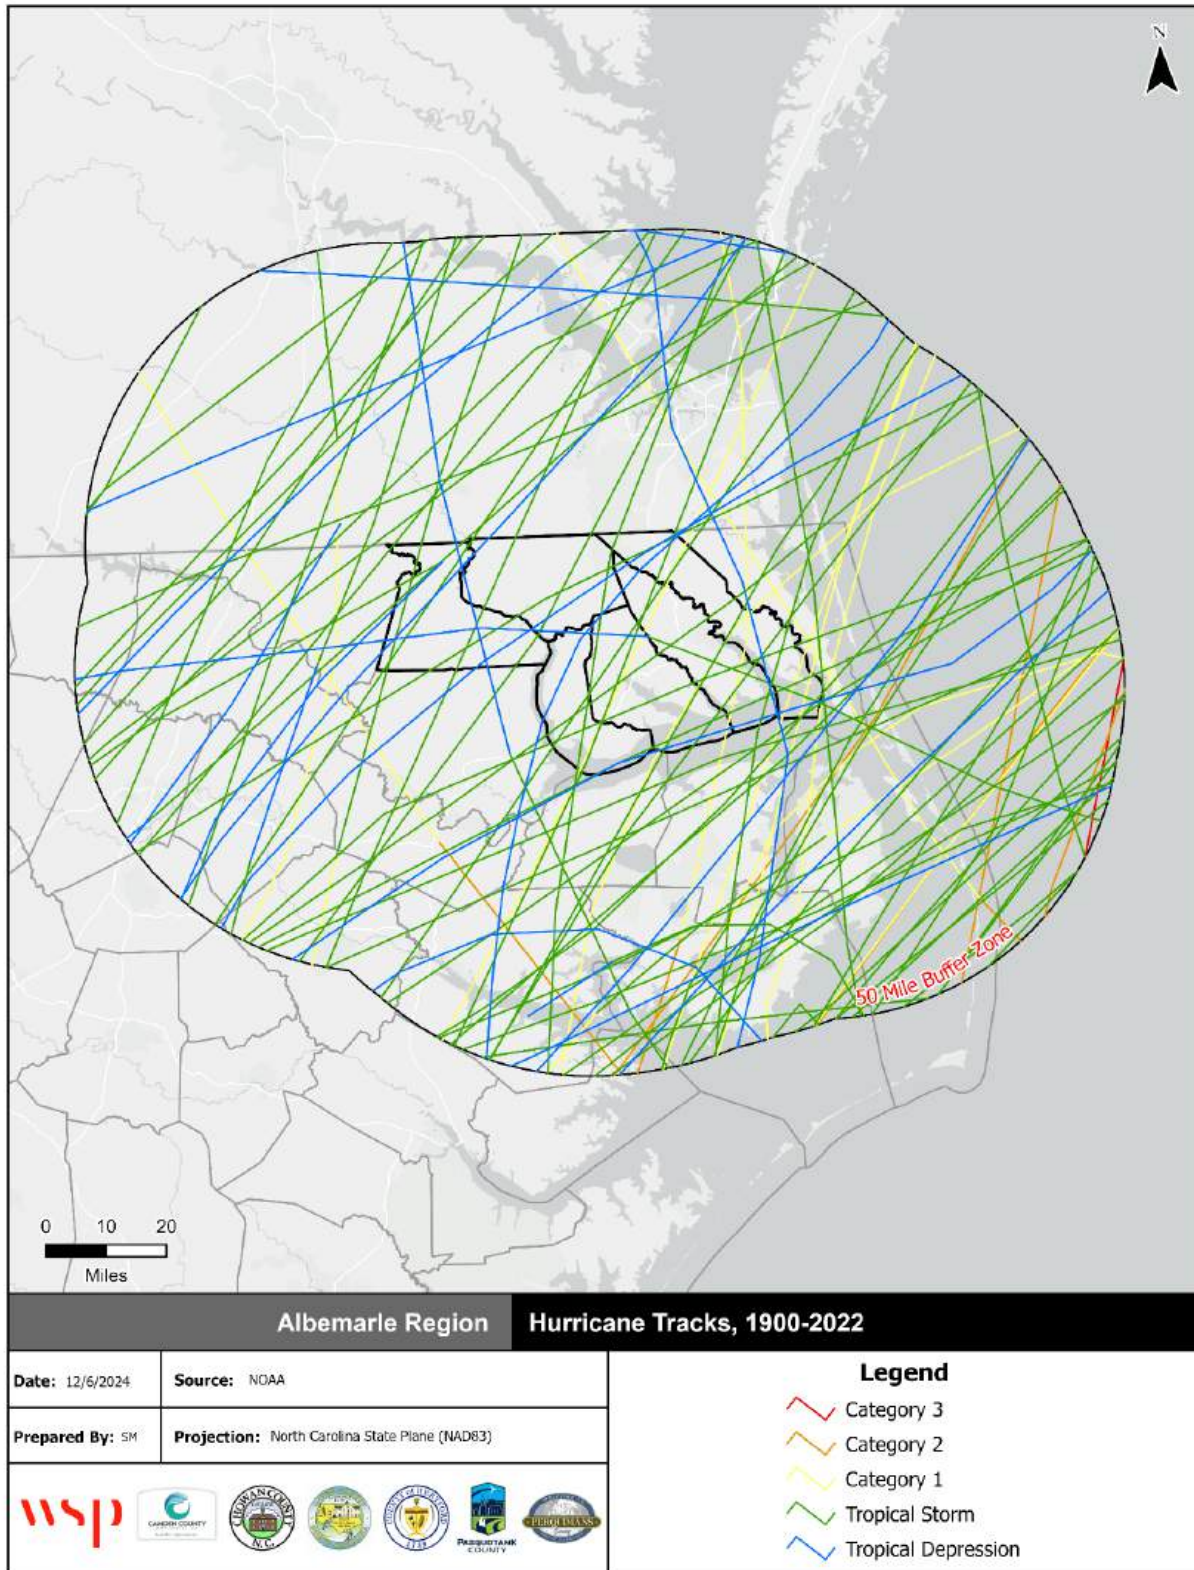 N
50 Mile Buffer Zone
0 10 20
Miles
Albemarle Region
Hurricane Tracks, 1900-2022
Date: 12/6/2024
Source: NOAA
Prepared By: SM
Projection: North Carolina State Plane (NAD83)
Legend
Category 3
Category 2
Category 1
Tropical Storm
Tropical Depression
wsp
CAMDEN COUNTY
CHOWAN COUNTY
N.C.
PASQUOTANK
COUNTY
PERQUIMANS